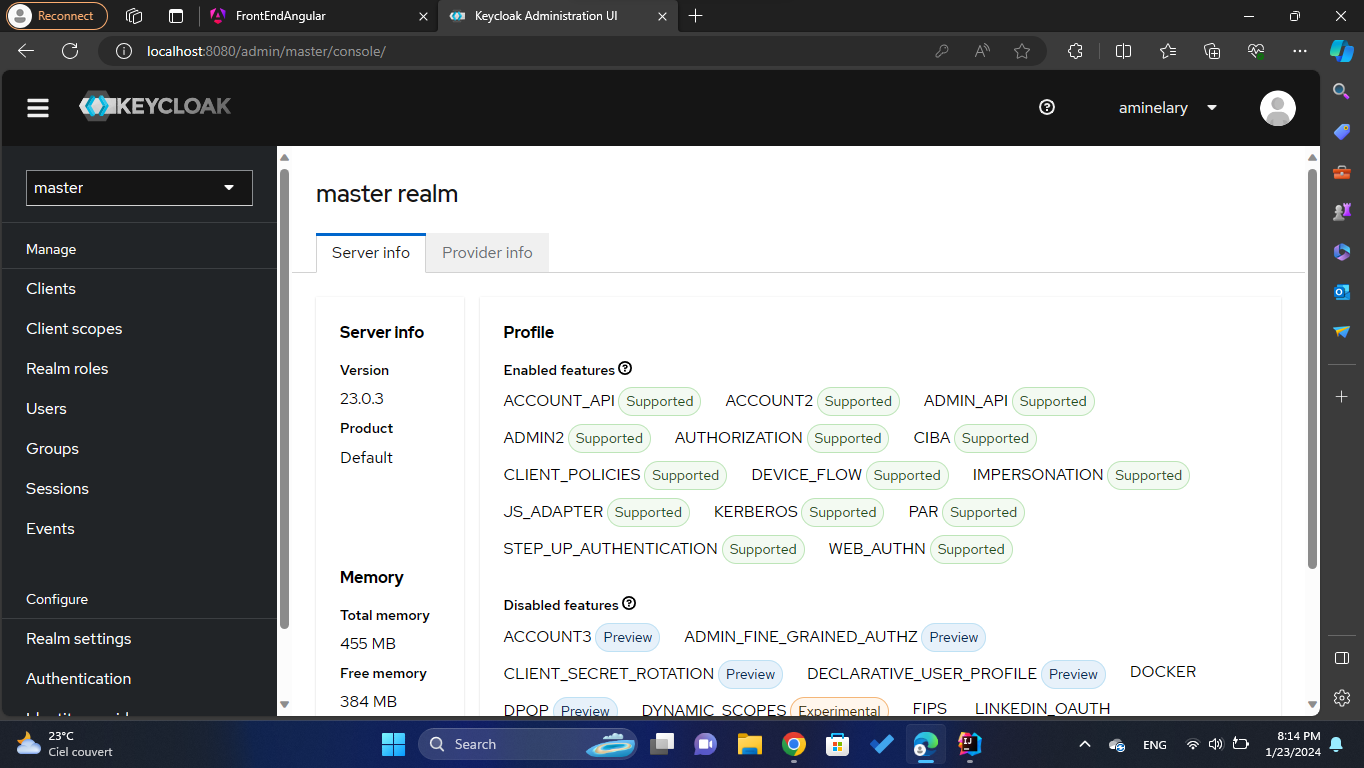 Reconnect
FrontEndAngular
Keycloak Administration UI
localhost:8080/admin/master/console/
KEYCLOAK
aminelary
master
Manage
Clients
Client scopes
Realm roles
Users
Groups
Sessions
Events
Configure
Realm settings
Authentication
master realm
Server info Provider info
Server info
Version
23.0.3
Product
Default
Memory
Total memory
455 MB
Free memory
384 MB
Profile
Enabled features
ACCOUNT_API Supported ACCOUNT2 Supported ADMIN_API Supported
ADMIN2 Supported AUTHORIZATION Supported CIBA Supported
CLIENT_POLICIES Supported DEVICE_FLOW Supported IMPERSONATION Supported
JS_ADAPTER Supported KERBEROS Supported PAR Supported
STEP_UP_AUTHENTICATION Supported WEB_AUTHN Supported
Disabled features
ACCOUNT3 Preview ADMIN_FINE_GRAINED_AUTHZ Preview
CLIENT_SECRET_ROTATION Preview DECLARATIVE_USER_PROFILE Preview DOCKER
DPOP Preview DYNAMIC_SCOPES Experimental FIPS LINKEDIN_OAUTH
23°C
Ciel couvert
Search
ENG
8:14 PM
1/23/2024